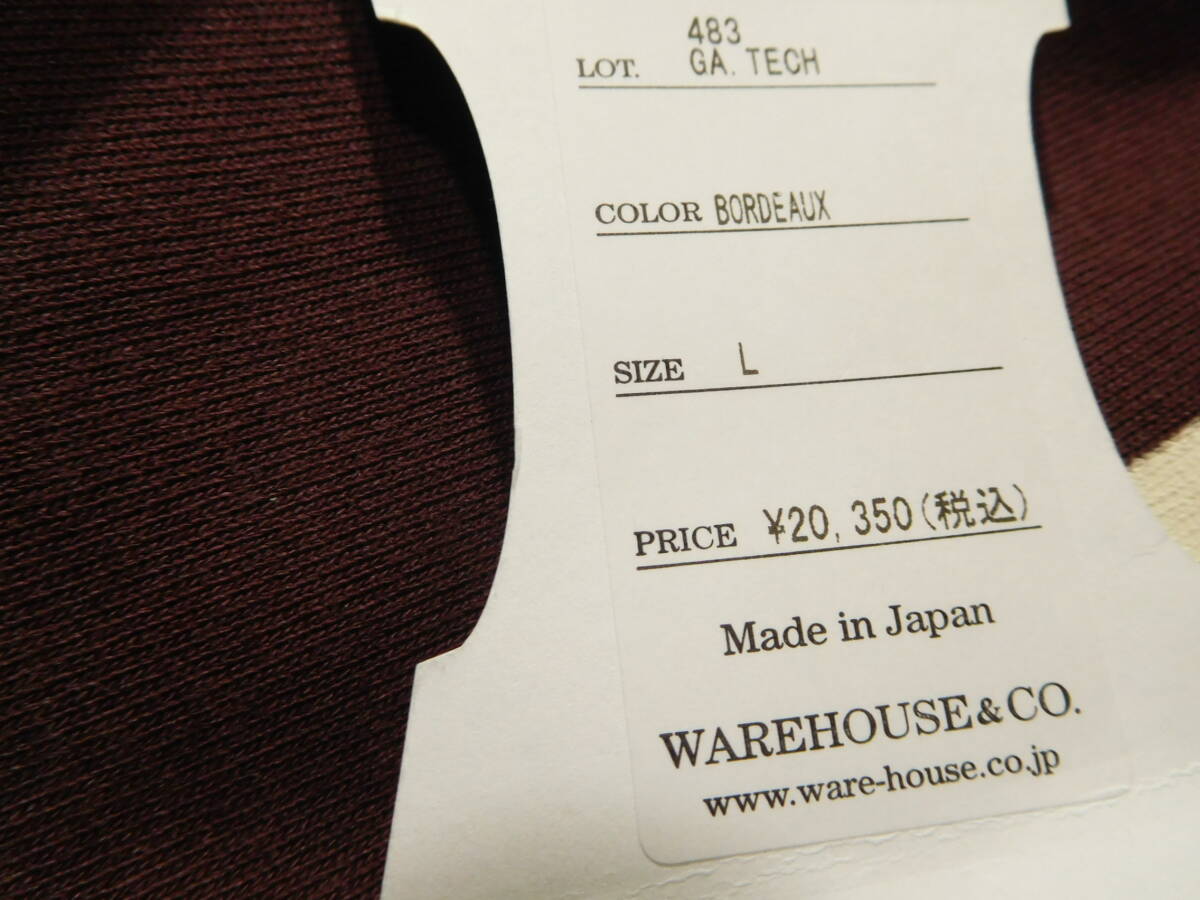 483
LOT. GA. TECH
COLOR BORDEAUX
SIZE L
PRICE ¥20,350(税込)
Made in Japan
WAREHOUSE&CO.
www.ware-house.co.jp